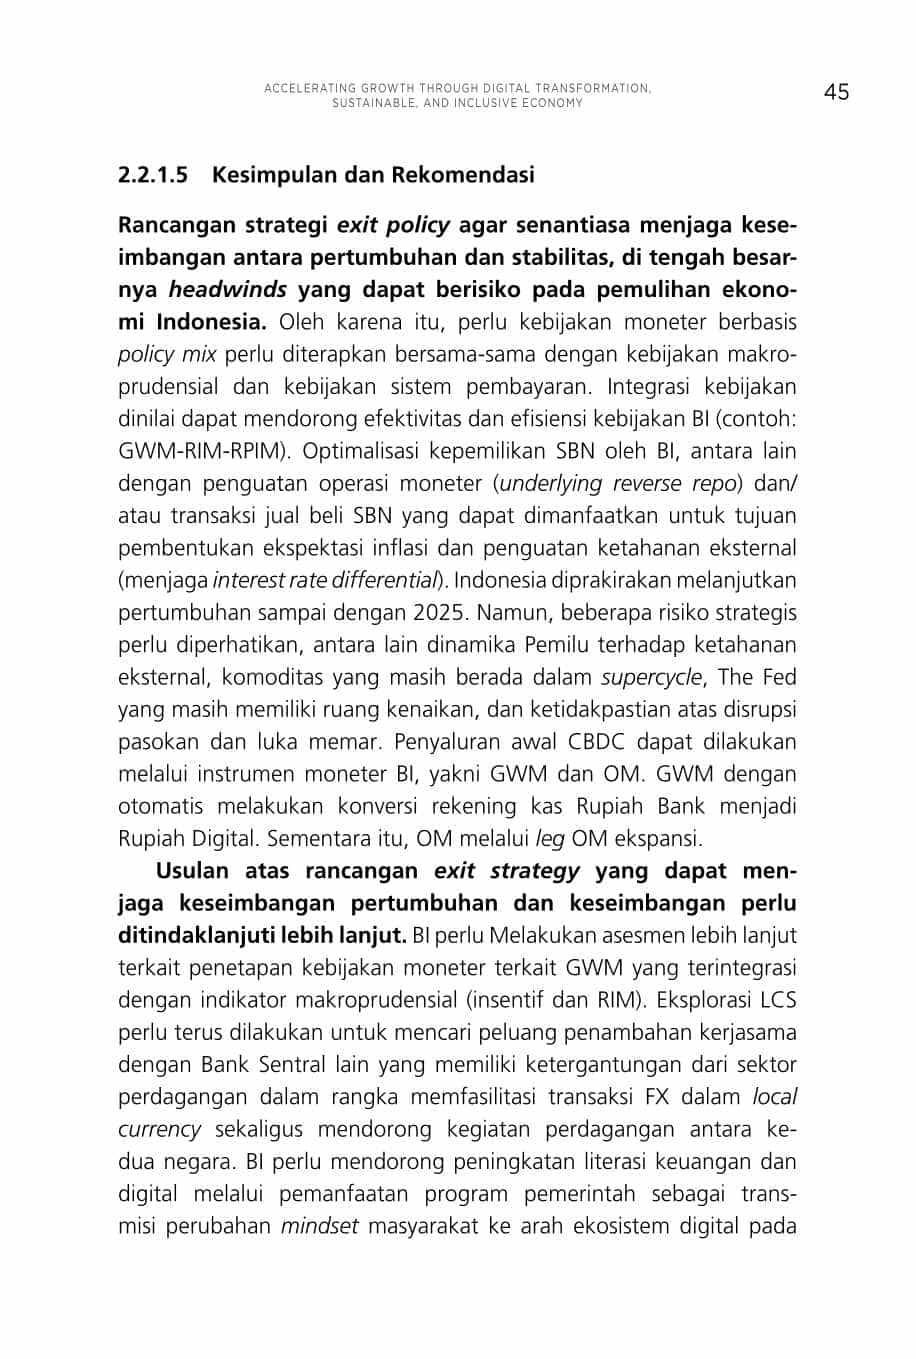 ACCELERATING GROWTH THROUGH DIGITAL TRANSFORMATION,
SUSTAINABLE, AND INCLUSIVE ECONOMY
45
2.2.1.5 Kesimpulan dan Rekomendasi
Rancangan strategi exit policy agar senantiasa menjaga kese-
imbangan antara pertumbuhan dan stabilitas, di tengah besar-
nya headwinds yang dapat berisiko pada pemulihan ekono-
mi Indonesia. Oleh karena itu, perlu kebijakan moneter berbasis
policy mix perlu diterapkan bersama-sama dengan kebijakan makro-
prudensial dan kebijakan sistem pembayaran. Integrasi kebijakan
dinilai dapat mendorong efektivitas dan efisiensi kebijakan BI (contoh:
GWM-RIM-RPIM). Optimalisasi kepemilikan SBN oleh BI, antara lain
dengan penguatan operasi moneter (underlying reverse repo) dan/
atau transaksi jual beli SBN yang dapat dimanfaatkan untuk tujuan
pembentukan ekspektasi inflasi dan penguatan ketahanan eksternal
(menjaga interest rate differential). Indonesia diprakirakan melanjutkan
pertumbuhan sampai dengan 2025. Namun, beberapa risiko strategis
perlu diperhatikan, antara lain dinamika Pemilu terhadap ketahanan
eksternal, komoditas yang masih berada dalam supercycle, The Fed
yang masih memiliki ruang kenaikan, dan ketidakpastian atas disrupsi
pasokan dan luka memar. Penyaluran awal CBDC dapat dilakukan
melalui instrumen moneter BI, yakni GWM dan OM. GWM dengan
otomatis melakukan konversi rekening kas Rupiah Bank menjadi
Rupiah Digital. Sementara itu, OM melalui leg OM ekspansi.
Usulan atas rancangan exit strategy yang dapat men-
jaga keseimbangan pertumbuhan dan keseimbangan perlu
ditindaklanjuti lebih lanjut. BI perlu Melakukan asesmen lebih lanjut
terkait penetapan kebijakan moneter terkait GWM yang terintegrasi
dengan indikator makroprudensial (insentif dan RIM). Eksplorasi LCS
perlu terus dilakukan untuk mencari peluang penambahan kerjasama
dengan Bank Sentral lain yang memiliki ketergantungan dari sektor
perdagangan dalam rangka memfasilitasi transaksi FX dalam local
currency sekaligus mendorong kegiatan perdagangan antara ke-
dua negara. BI perlu mendorong peningkatan literasi keuangan dan
digital melalui pemanfaatan program pemerintah sebagai trans-
misi perubahan mindset masyarakat ke arah ekosistem digital pada